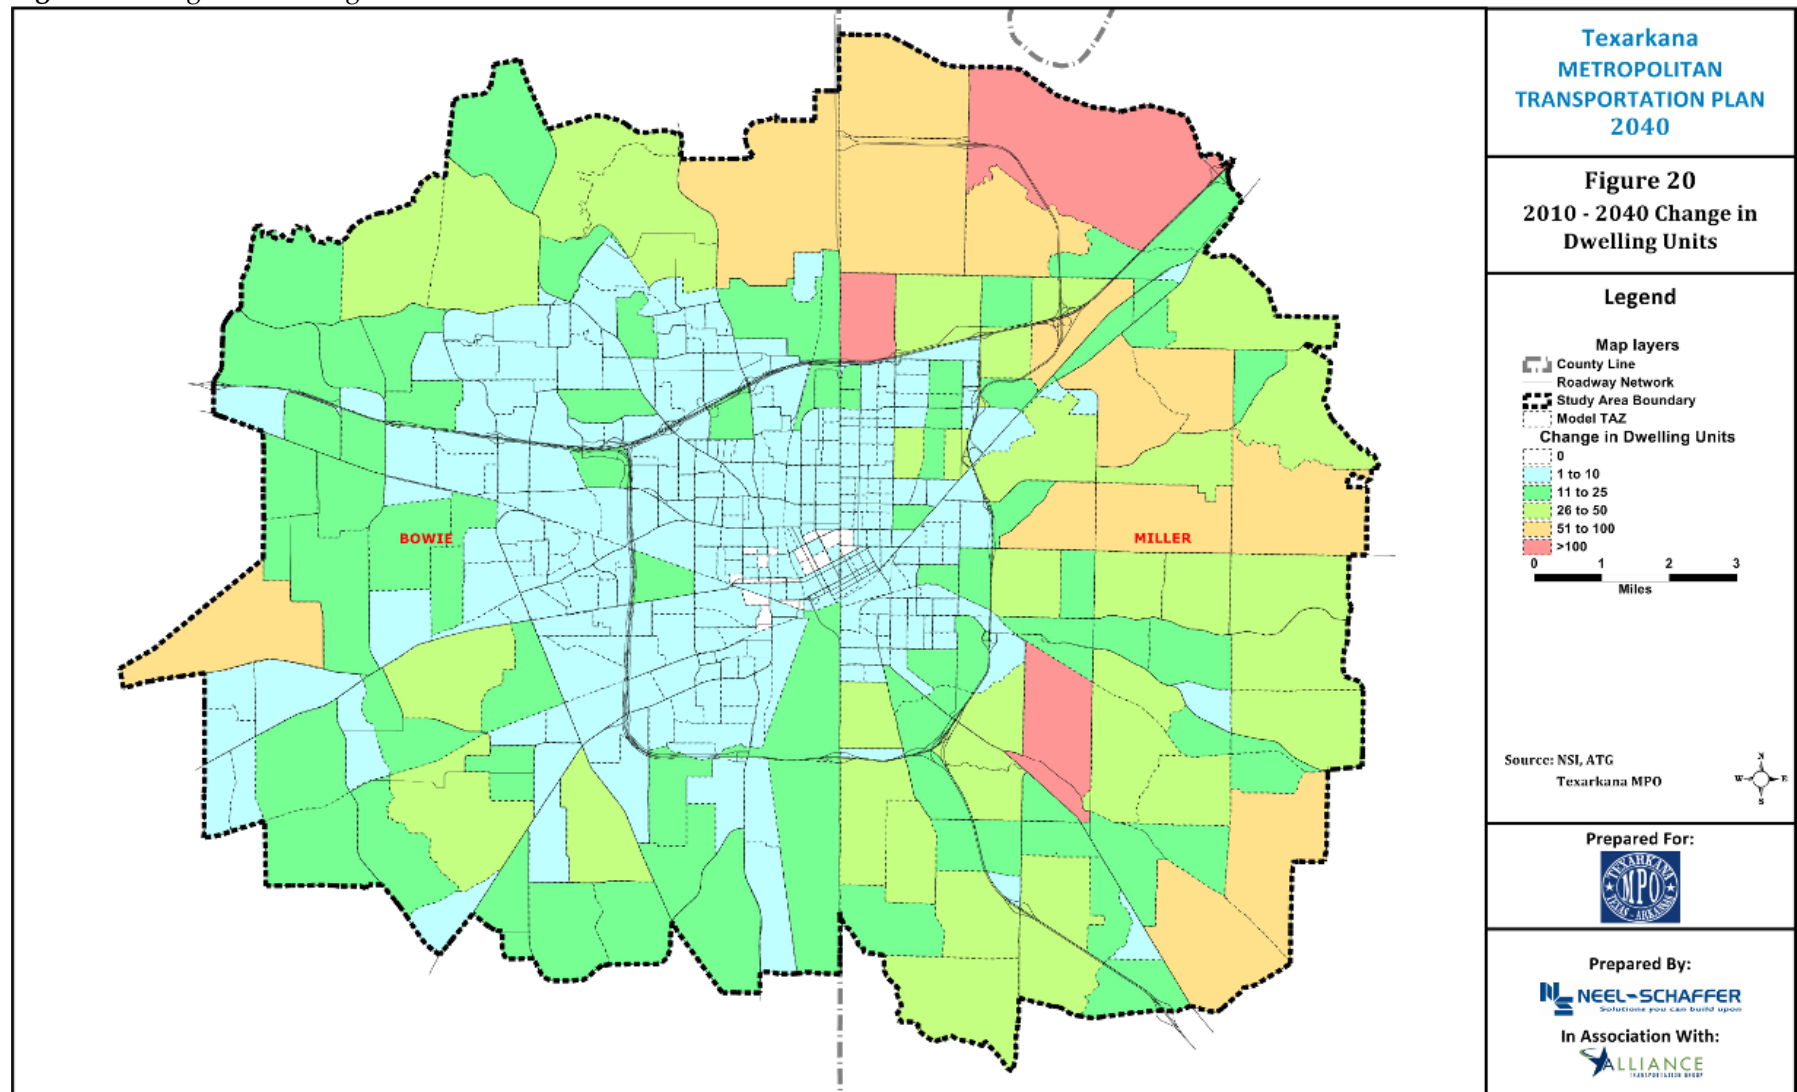 Texarkana
METROPOLITAN
TRANSPORTATION PLAN
2040
Figure 20
2010 - 2040 Change in
Dwelling Units
Legend
Map layers
County Line
Roadway Network
Study Area Boundary
Model TAZ
Change in Dwelling Units
0
1 to 10
11 to 25
26 to 50
51 to 100
>100
0 1 2 3
Miles
BOWIE
MILLER
Source: NSI, ATG
Texarkana MPO
N
W E
S
Prepared For:
TEXARKANA
MPO
TEXAS - ARKANSAS
Prepared By:
NS NEEL-SCHAFFER
Solutions you can build upon
In Association With:
ALLIANCE
TRANSPORTATION GROUP